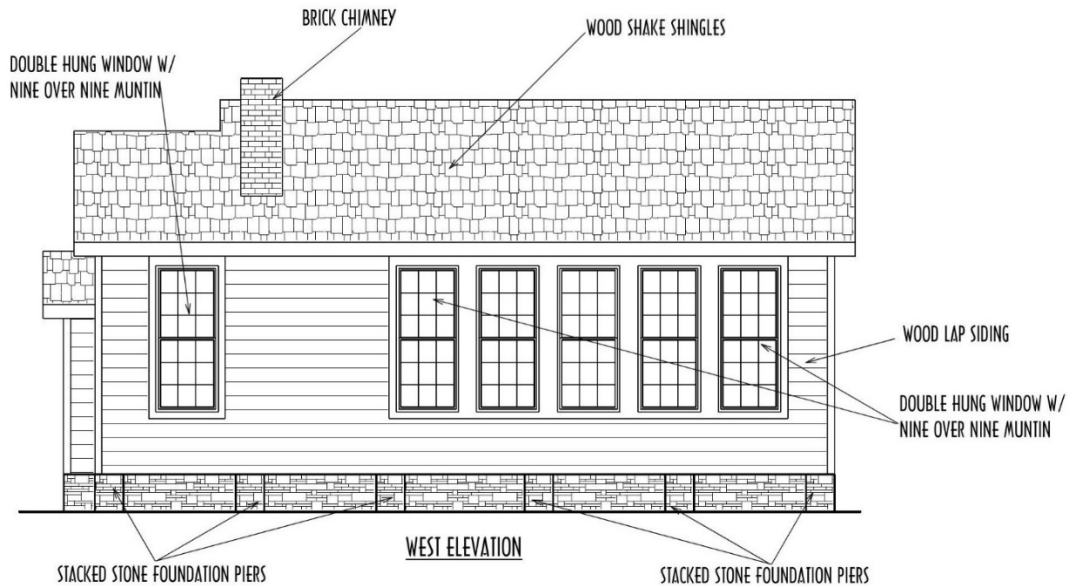 BRICK CHIMNEY
WOOD SHAKE SHINGLES
DOUBLE HUNG WINDOW W/
NINE OVER NINE MUNTIN
WOOD LAP SIDING
DOUBLE HUNG WINDOW W/
NINE OVER NINE MUNTIN
WEST ELEVATION
STACKED STONE FOUNDATION PIERS
STACKED STONE FOUNDATION PIERS